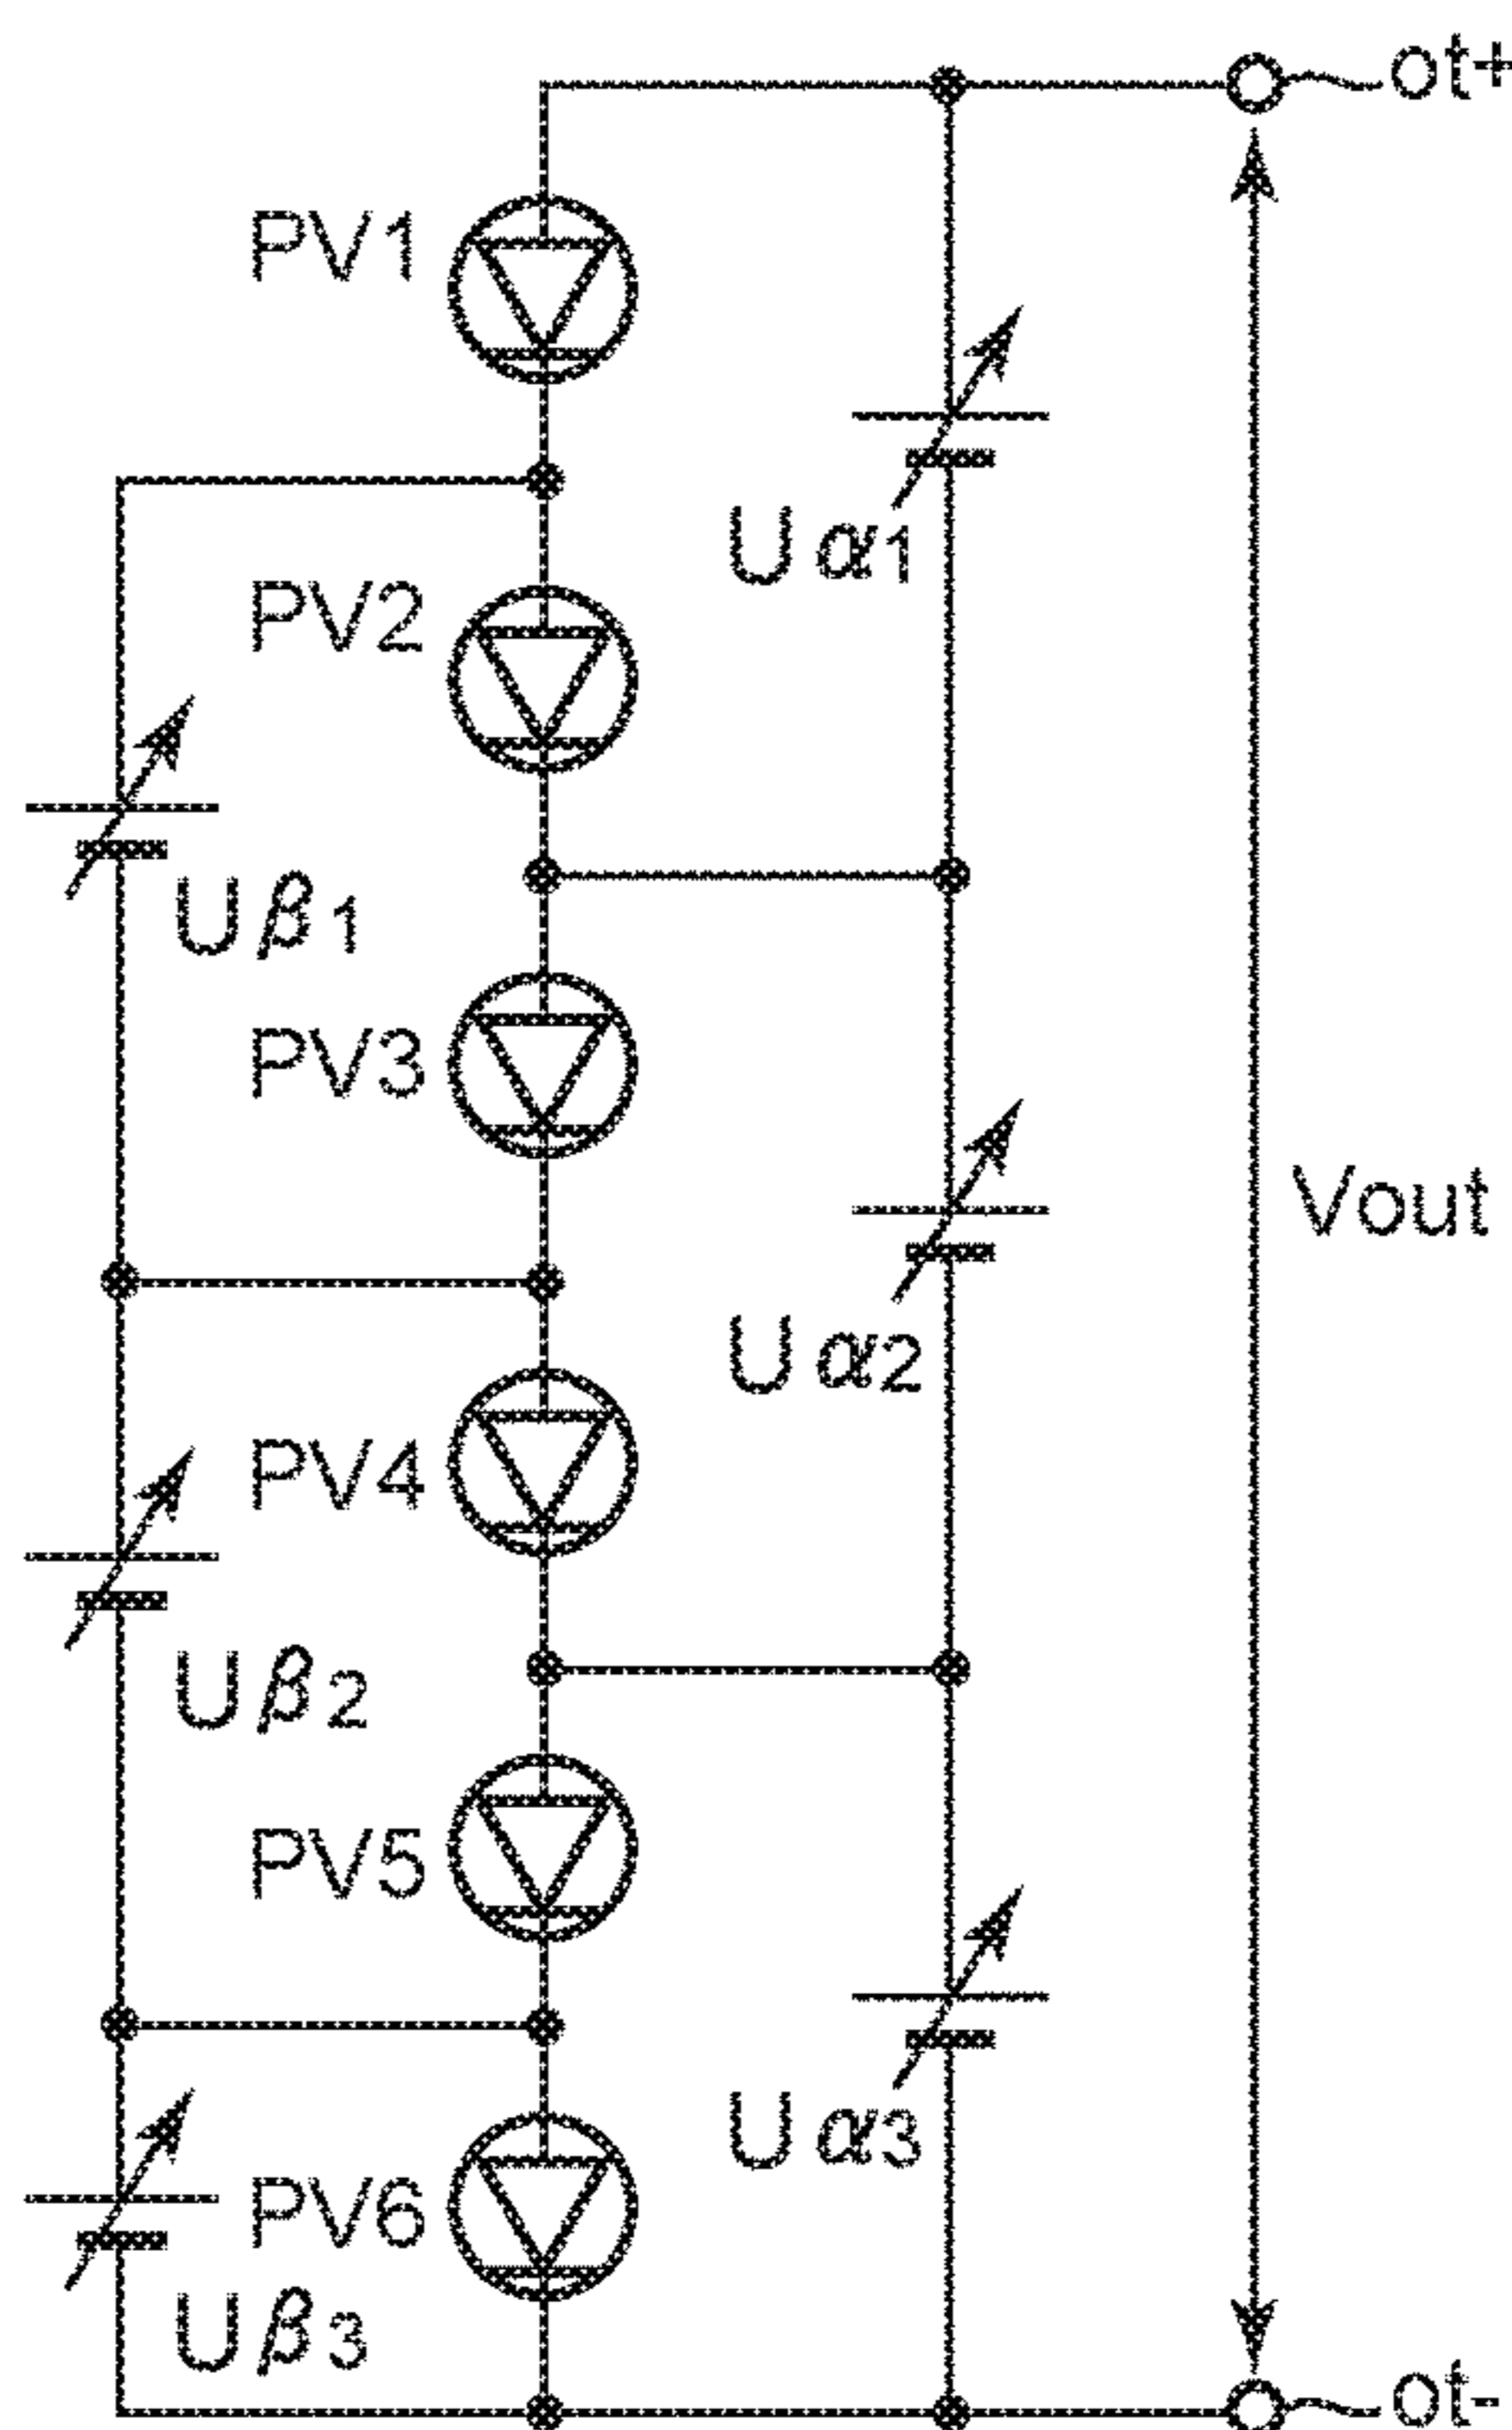 ot+
PV1
Uα1
PV2
Uβ1
PV3
Vout
Uα2
PV4
Uβ2
PV5
Uα3
PV6
Uβ3
ot-